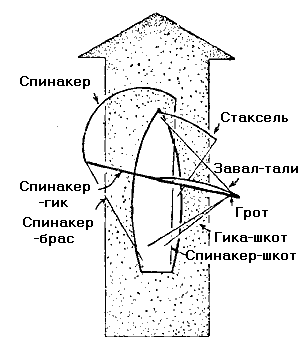 Спинакер
Стаксель
Завал-тали
Спинакер
-гик
Грот
Спинакер
-брас
Гика-шкот
Спинакер-шкот